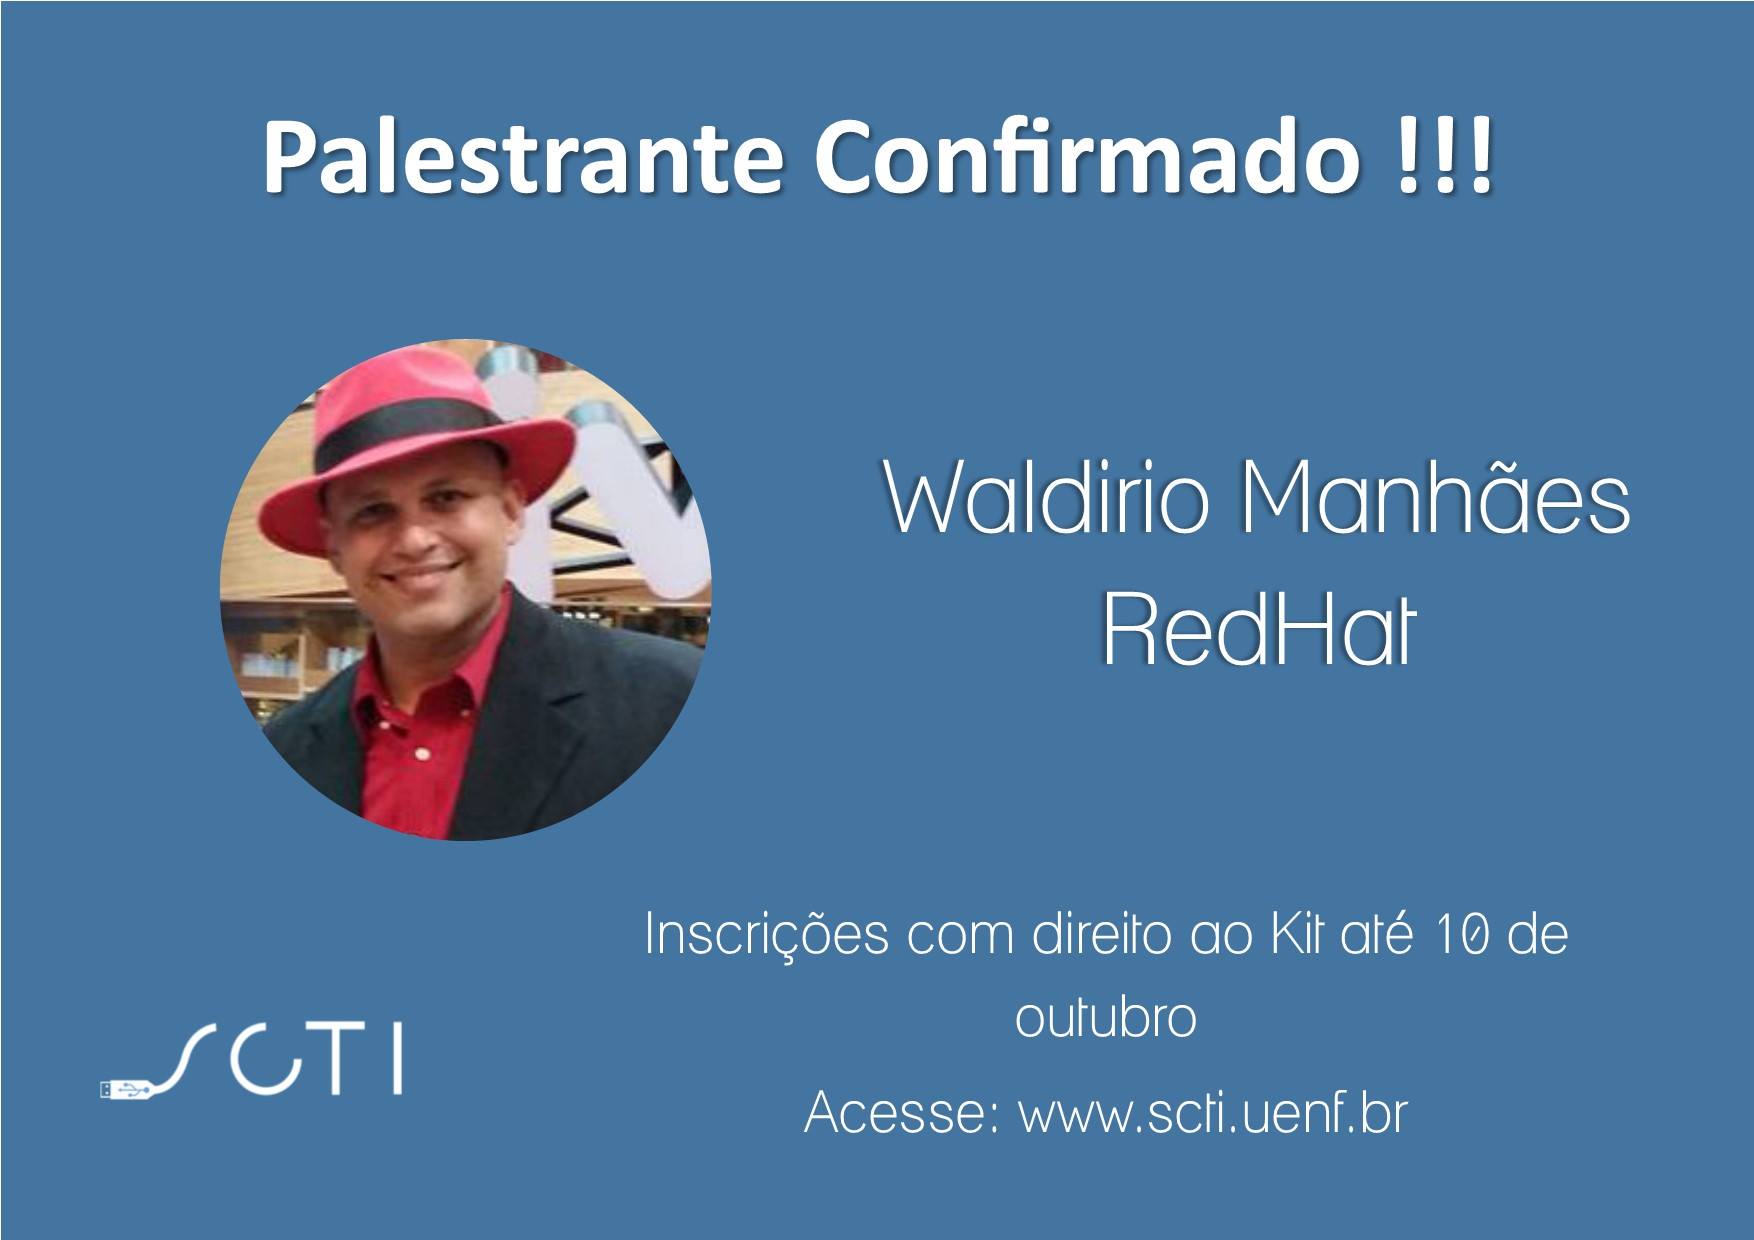 Palestrante Confirmado !!!
Waldirio Manhães
RedHat
Inscrições com direito ao Kit até 10 de
outubro
SCTI
Acesse: www.scti.uenf.br